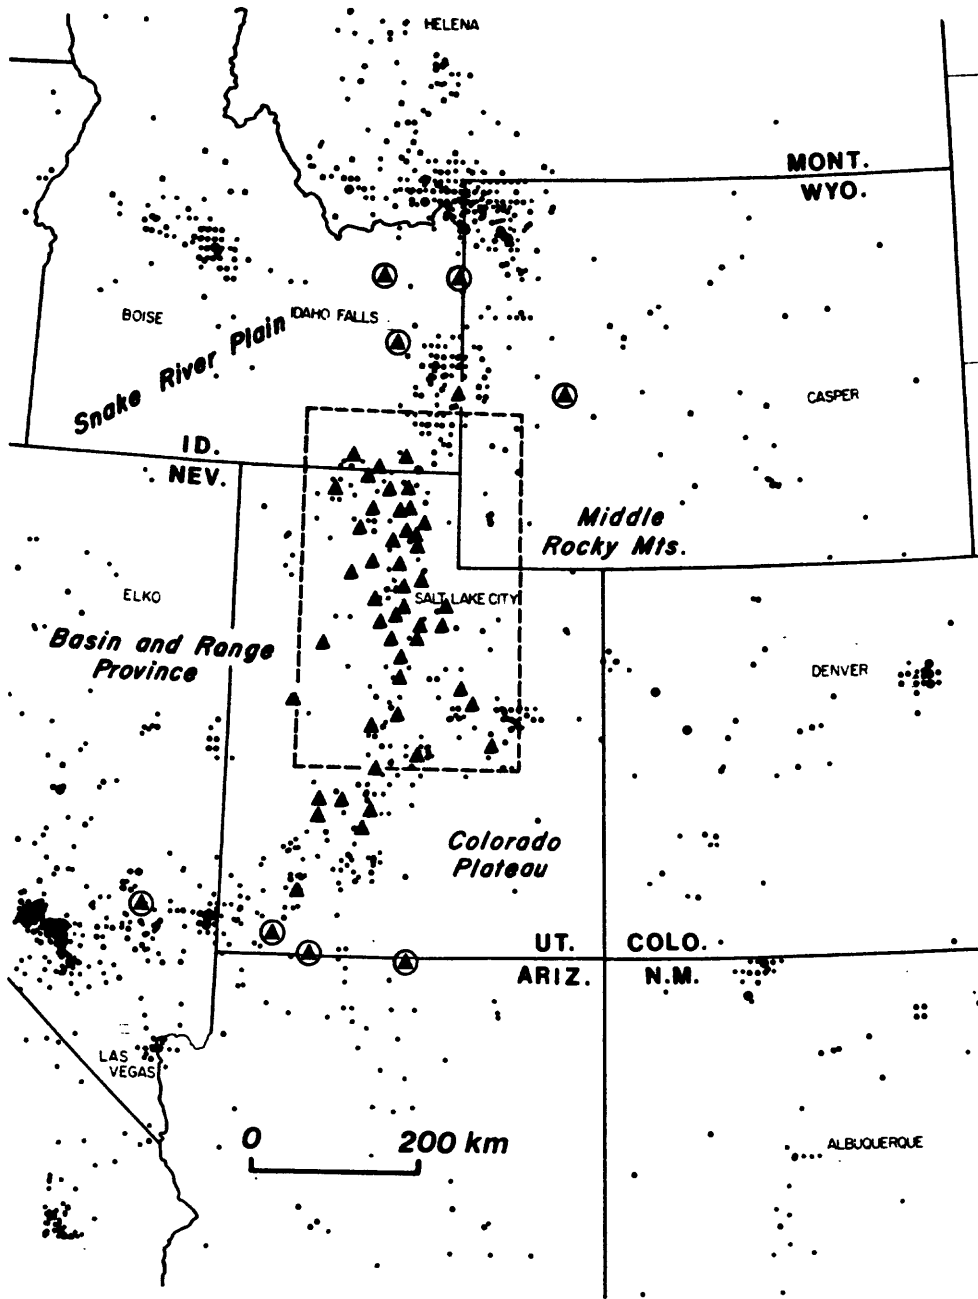 HELENA
MONT.
WYO.
BOISE
IDAHO FALLS
Snake River Plain
CASPER
ID.
NEV.
Middle
Rocky Mts.
ELKO
SALT LAKE CITY
Basin and Range
Province
DENVER
Colorado
Plateau
UT.
COLO.
ARIZ.
N.M.
LAS
VEGAS
0
200 km
ALBUQUERQUE